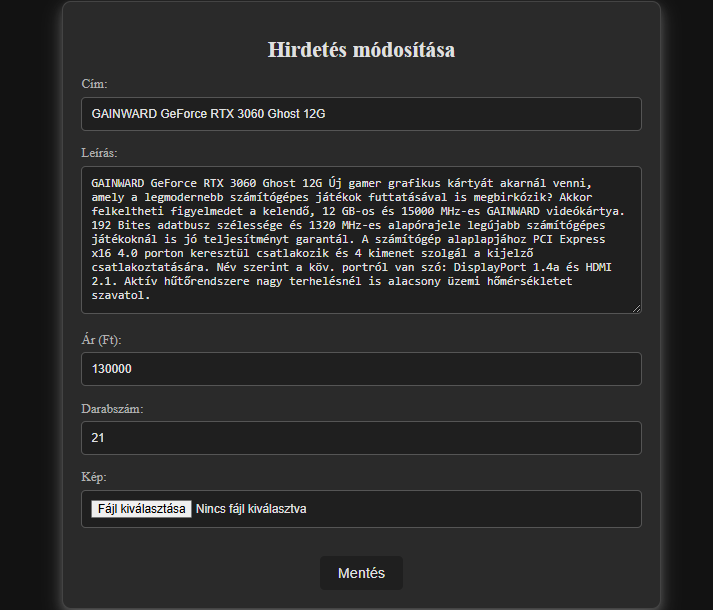 Hirdetés módosítása
Cím:
GAINWARD GeForce RTX 3060 Ghost 12G
Leírás:
GAINWARD GeForce RTX 3060 Ghost 12G Új gamer grafikus kártyát akarnál venni,
amely a legmodernebb számítógépes játékok futtatásával is megbirkózik? Akkor
felkeltheti figyelmedet a kelendő, 12 GB-os és 15000 MHz-es GAINWARD videókártya.
192 Bites adatbusz szélessége és 1320 MHz-es alapórajele legújabb számítógépes
játékoknál is jó teljesítményt garantál. A számítógép alaplapjához PCI Express
x16 4.0 porton keresztül csatlakozik és 4 kimenet szolgál a kijelző
csatlakoztatására. Név szerint a köv. portról van szó: DisplayPort 1.4a és HDMI
2.1. Aktív hűtőrendszere nagy terhelésnél is alacsony üzemi hőmérsékletet
szavatol.
Ár (Ft):
130000
Darabszám:
21
Kép:
Fájl kiválasztása Nincs fájl kiválasztva
Mentés